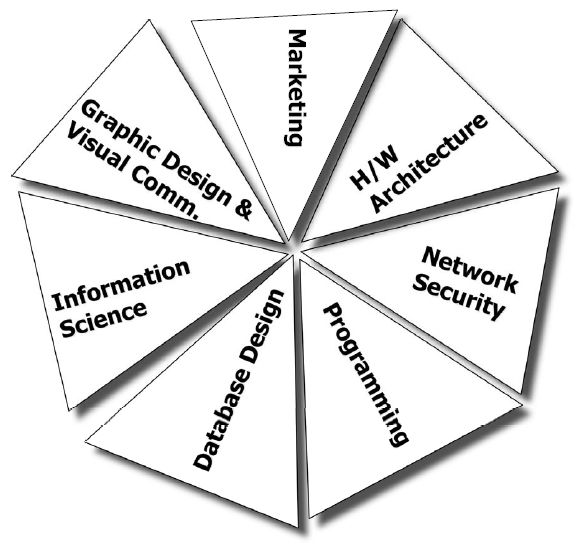 Marketing
H/W
Architecture
Network
Security
Programming
Database Design
Information
Science
Graphic Design &
Visual Comm.